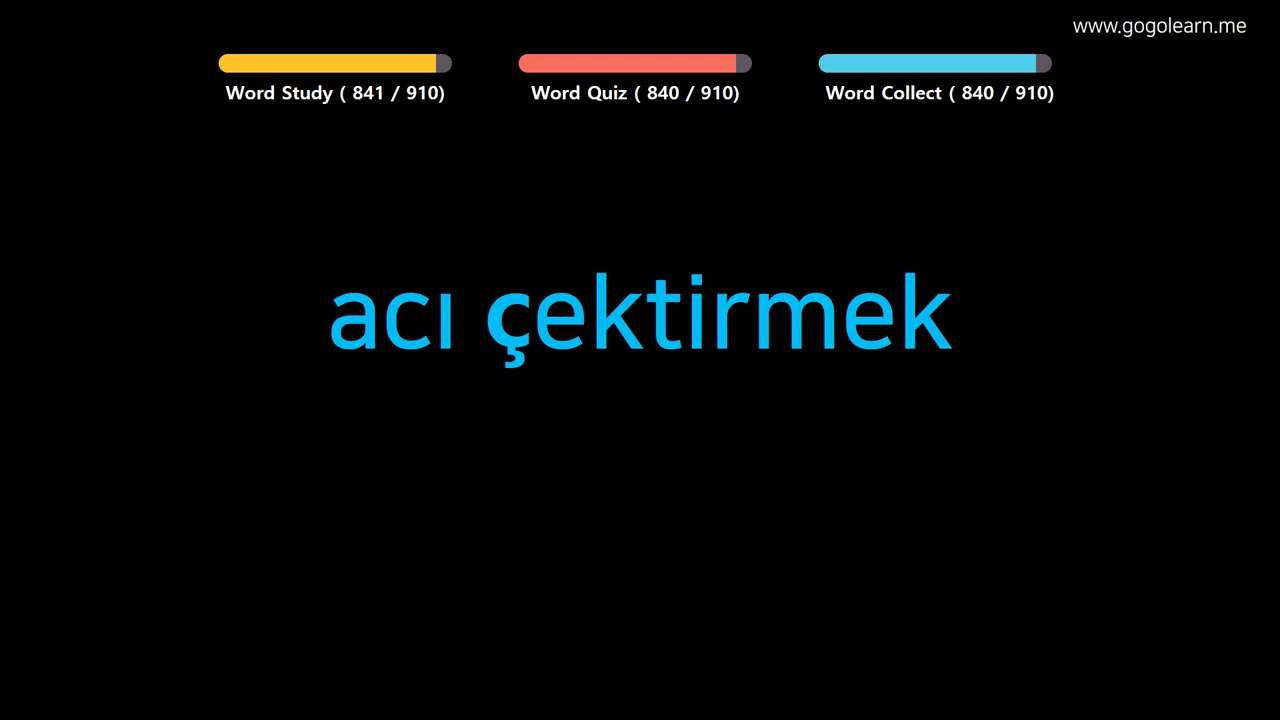 www.gogolearn.me
Word Study ( 841 / 910)
Word Quiz ( 840 / 910)
Word Collect ( 840 / 910)
acı çektirmek